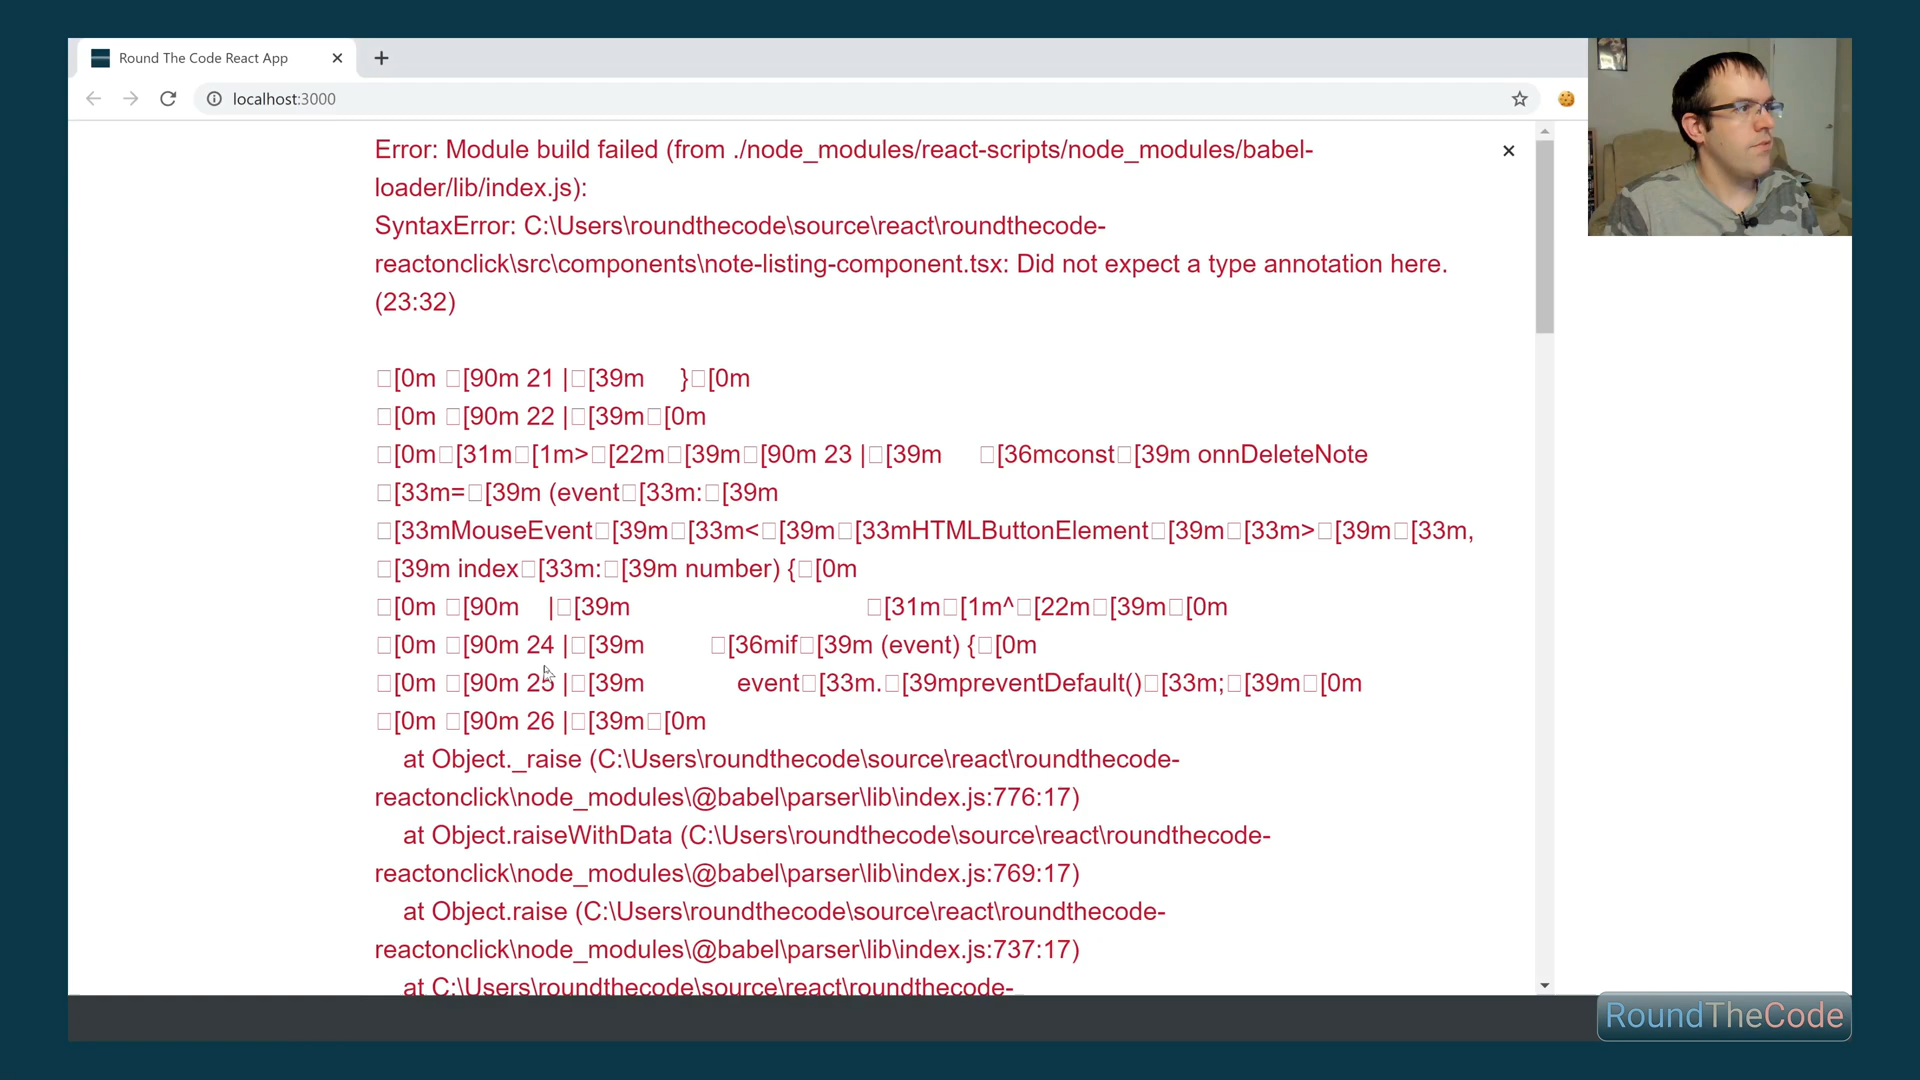 Round The Code React App
localhost:3000
Error: Module build failed (from ./node_modules/react-scripts/node_modules/babel-
loader/lib/index.js):
SyntaxError: C:\Users\roundthecode\source\react\roundthecode-
reactonclick\src\components\note-listing-component.tsx: Did not expect a type annotation here.
(23:32)
□[0m □[90m 21 |□[39m     }□[0m
□[0m □[90m 22 |□[39m□[0m
□[0m□[31m□[1m>□[22m□[39m□[90m 23 |□[39m     □[36mconst□[39m onnDeleteNote
□[33m=□[39m (event□[33m:□[39m
□[33mMouseEvent□[39m□[33m<□[39m□[33mHTMLButtonElement□[39m□[33m>□[39m□[33m,
□[39m index□[33m:□[39m number) {□[0m
□[0m □[90m    |□[39m                                □[31m□[1m^□[22m□[39m□[0m
□[0m □[90m 24 |□[39m         □[36mif□[39m (event) {□[0m
□[0m □[90m 25 |□[39m             event□[33m.□[39mpreventDefault()□[33m;□[39m□[0m
□[0m □[90m 26 |□[39m□[0m
at Object._raise (C:\Users\roundthecode\source\react\roundthecode-
reactonclick\node_modules\@babel\parser\lib\index.js:776:17)
at Object.raiseWithData (C:\Users\roundthecode\source\react\roundthecode-
reactonclick\node_modules\@babel\parser\lib\index.js:769:17)
at Object.raise (C:\Users\roundthecode\source\react\roundthecode-
reactonclick\node_modules\@babel\parser\lib\index.js:737:17)
at C:\Users\roundthecode\source\react\roundthecode-
RoundTheCode